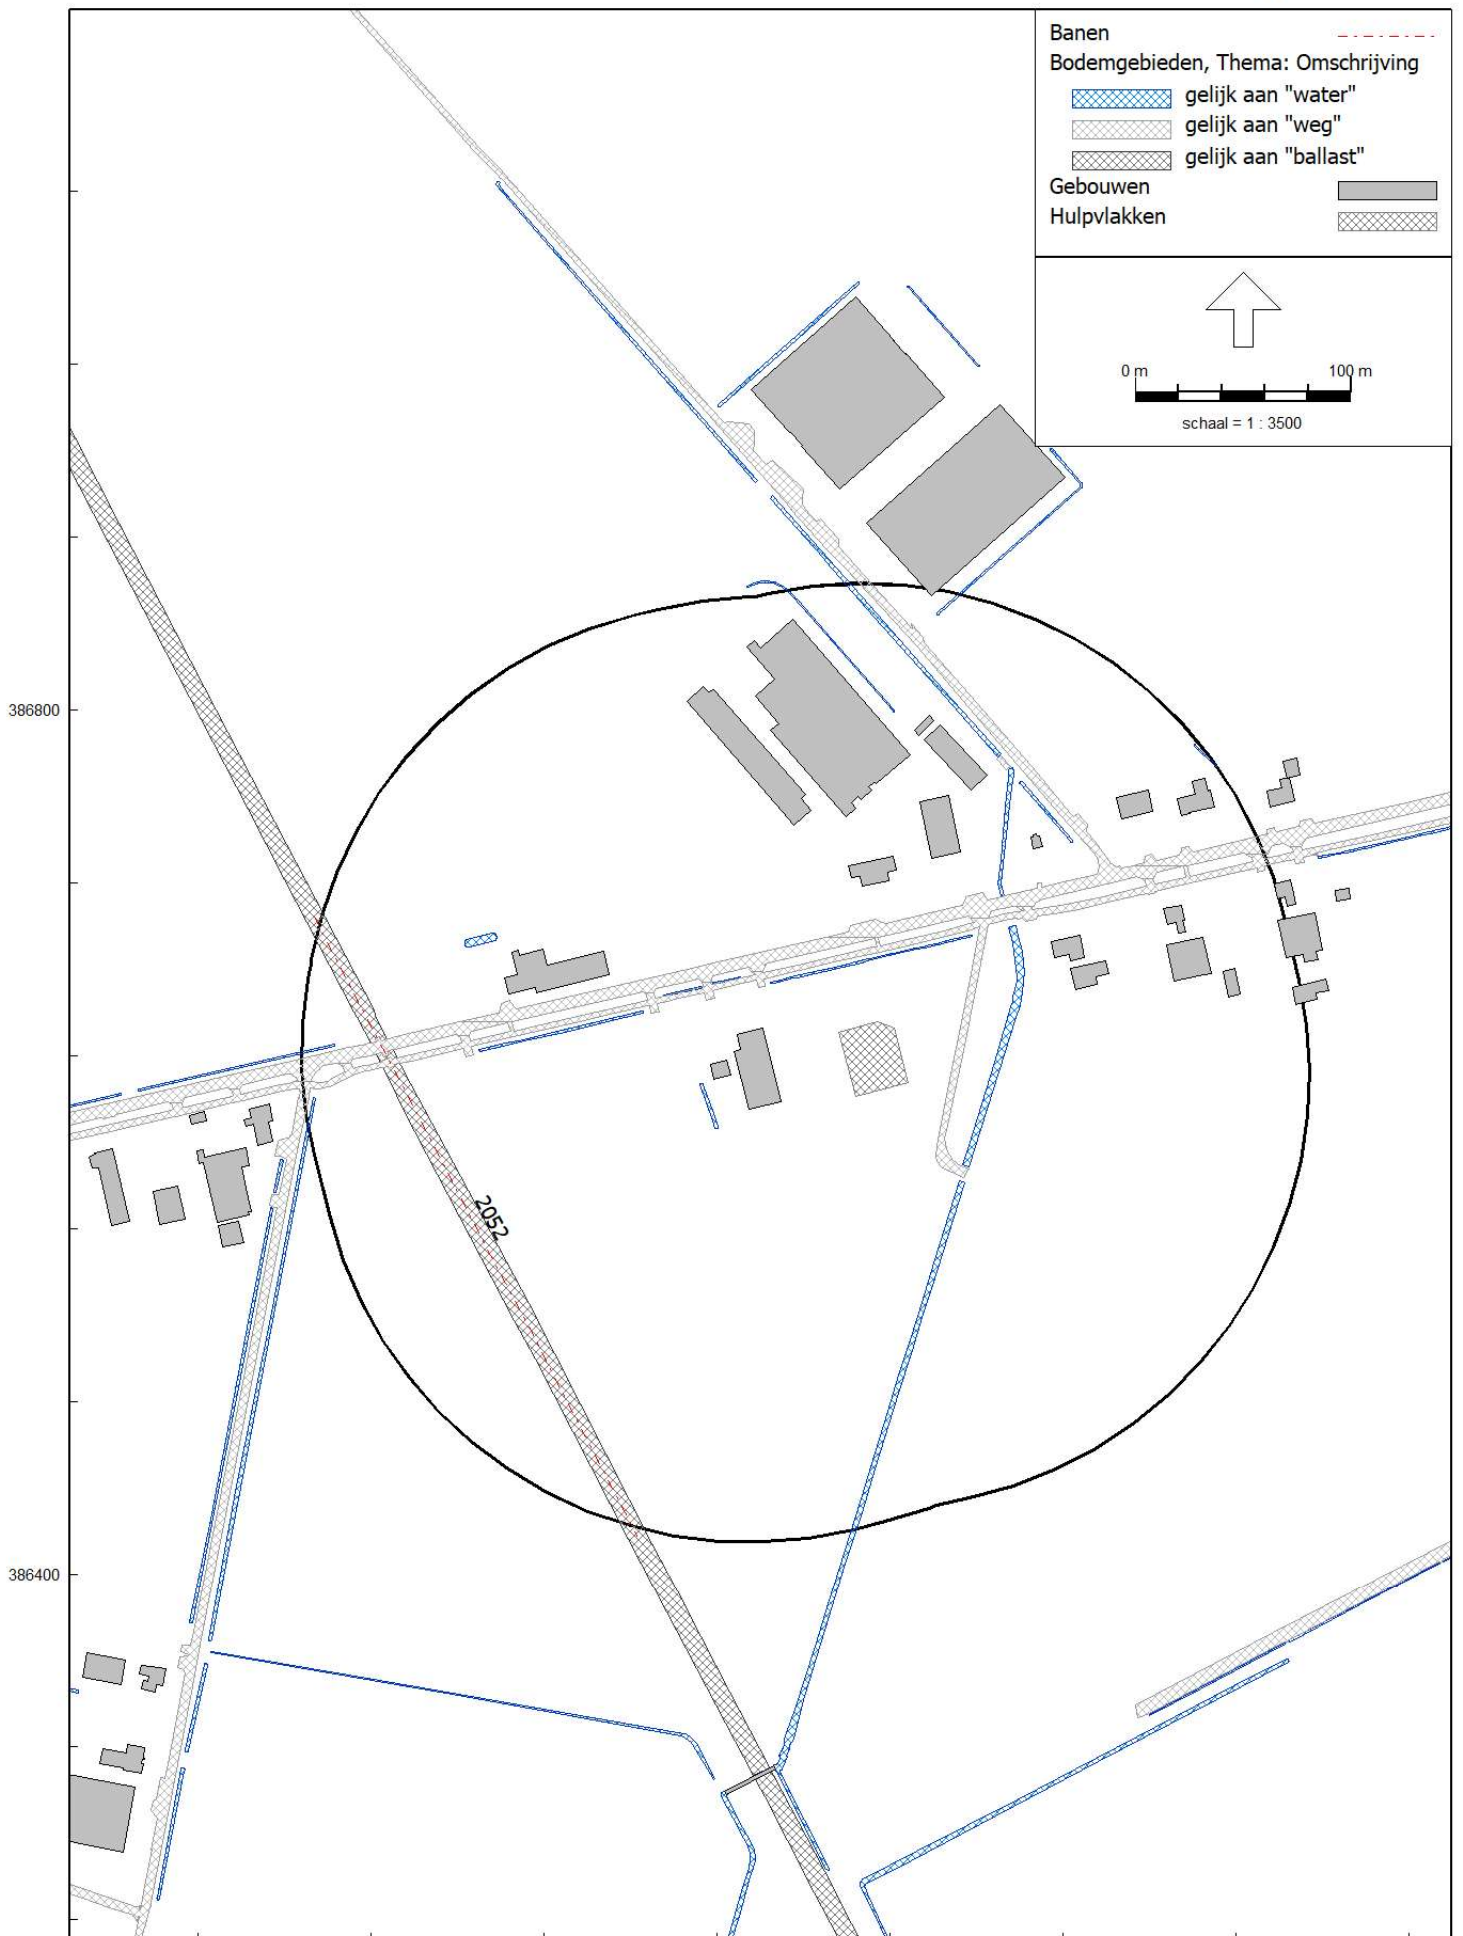 Banen
Bodemgebieden, Thema: Omschrijving
gelijk aan "water"
gelijk aan "weg"
gelijk aan "ballast"
Gebouwen
Hulpvlakken
0 m 100 m
schaal = 1 : 3500
386800
2052
386400